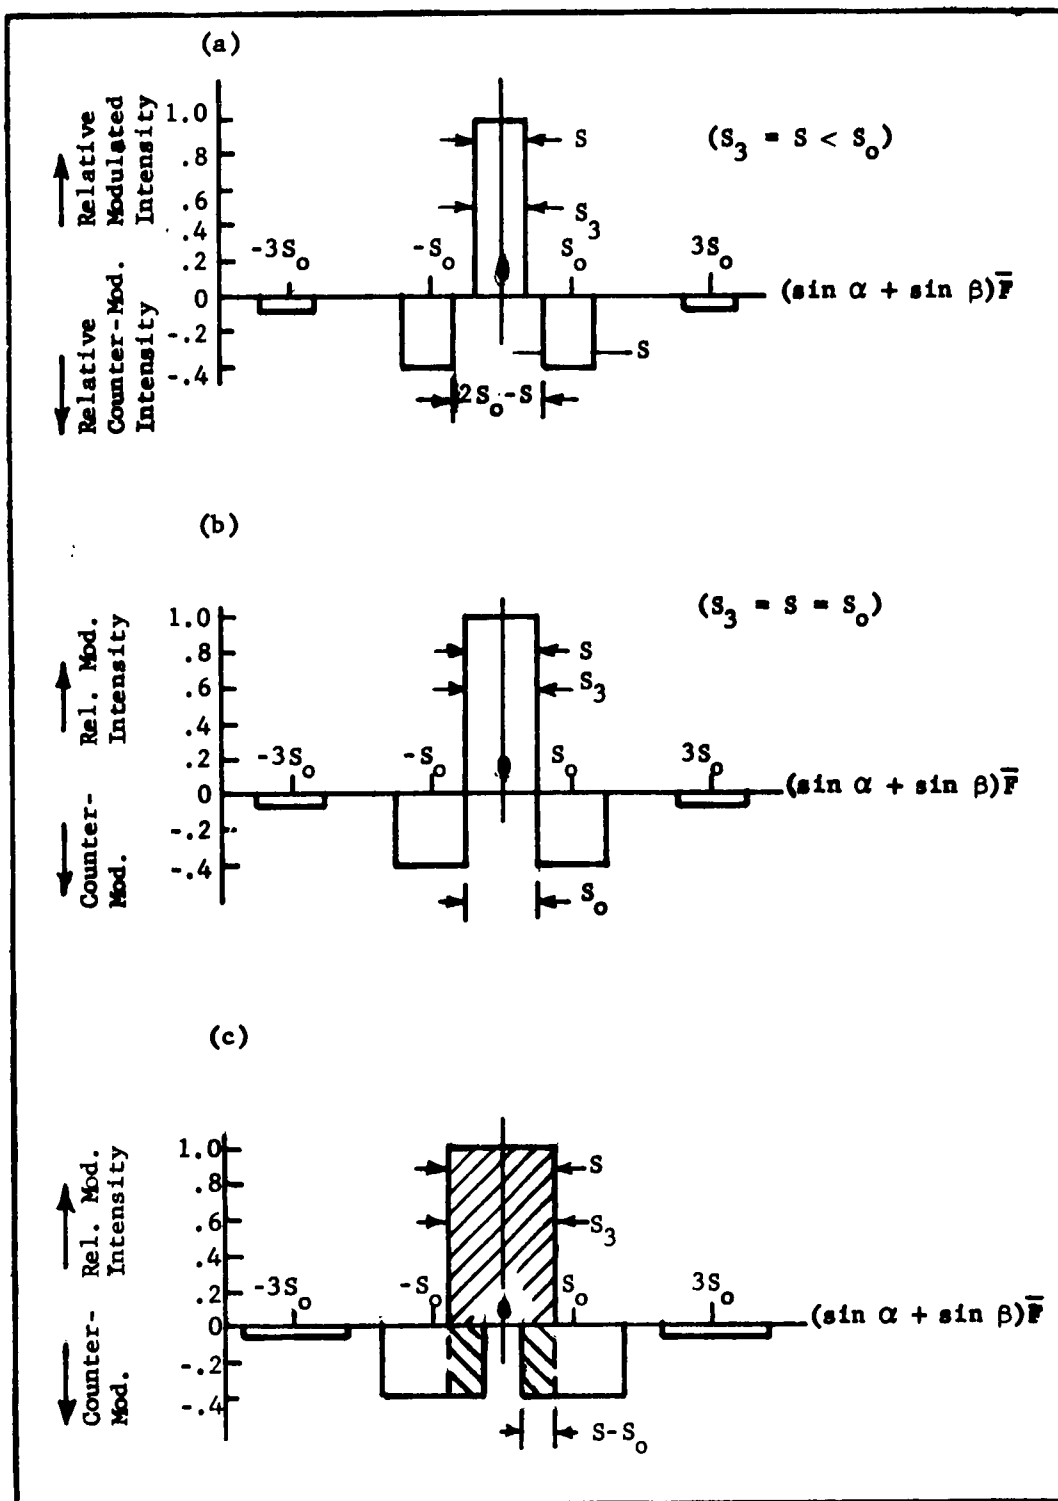 (a)
Relative
Modulated
Intensity
Relative
Counter-Mod.
Intensity
1.0
.8
.6
.4
.2
0
-.2
-.4
S
S₃
(S₃ = S < Sₒ)
-3Sₒ
-Sₒ
Sₒ
3Sₒ
(sin α + sin β)F̅
S
2Sₒ-S
(b)
Rel. Mod.
Intensity
Counter-
Mod.
1.0
.8
.6
.4
.2
0
-.2
-.4
S
S₃
(S₃ = S = Sₒ)
-3Sₒ
-Sₒ
Sₒ
3Sₒ
(sin α + sin β)F̅
Sₒ
(c)
Rel. Mod.
Intensity
Counter-
Mod.
1.0
.8
.6
.4
.2
0
-.2
-.4
S
S₃
-3Sₒ
-Sₒ
Sₒ
3Sₒ
(sin α + sin β)F̅
S-Sₒ